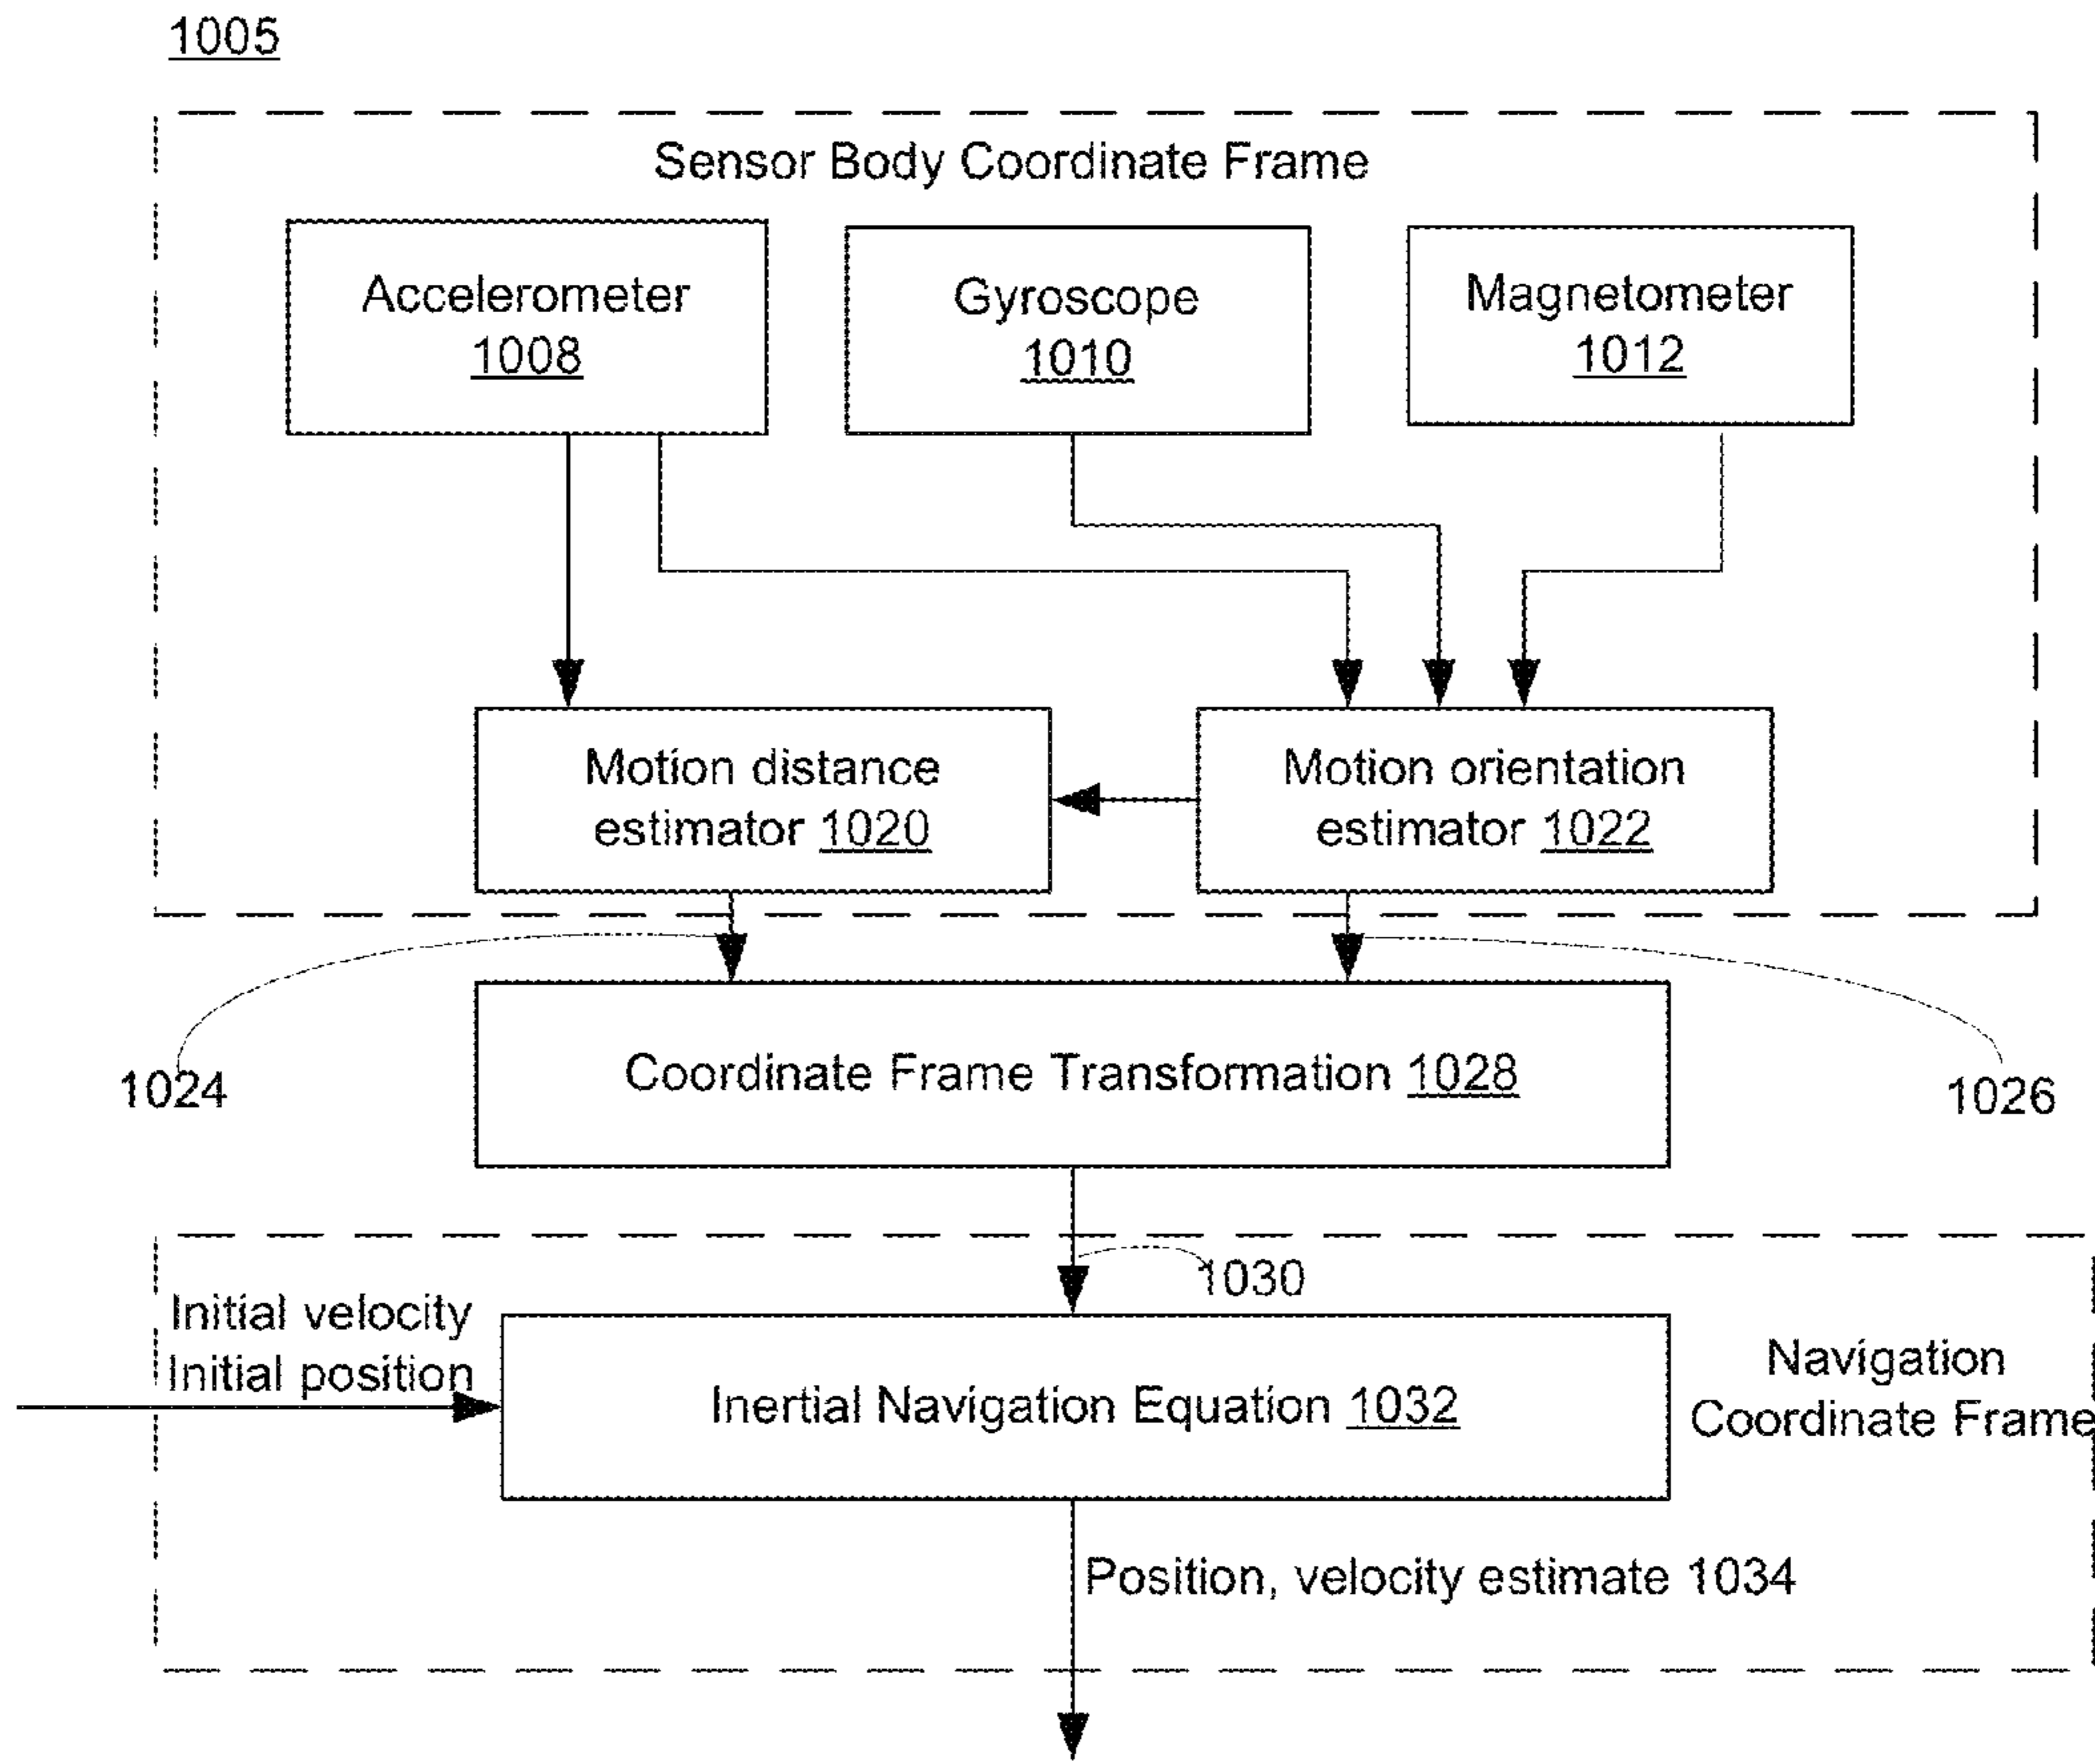 1005
Sensor Body Coordinate Frame
Accelerometer
1008
Gyroscope
1010
Magnetometer
1012
Motion distance
estimator 1020
Motion orientation
estimator 1022
1024
Coordinate Frame Transformation 1028
1026
1030
Initial velocity
Initial position
Inertial Navigation Equation 1032
Navigation
Coordinate Frame
Position, velocity estimate 1034